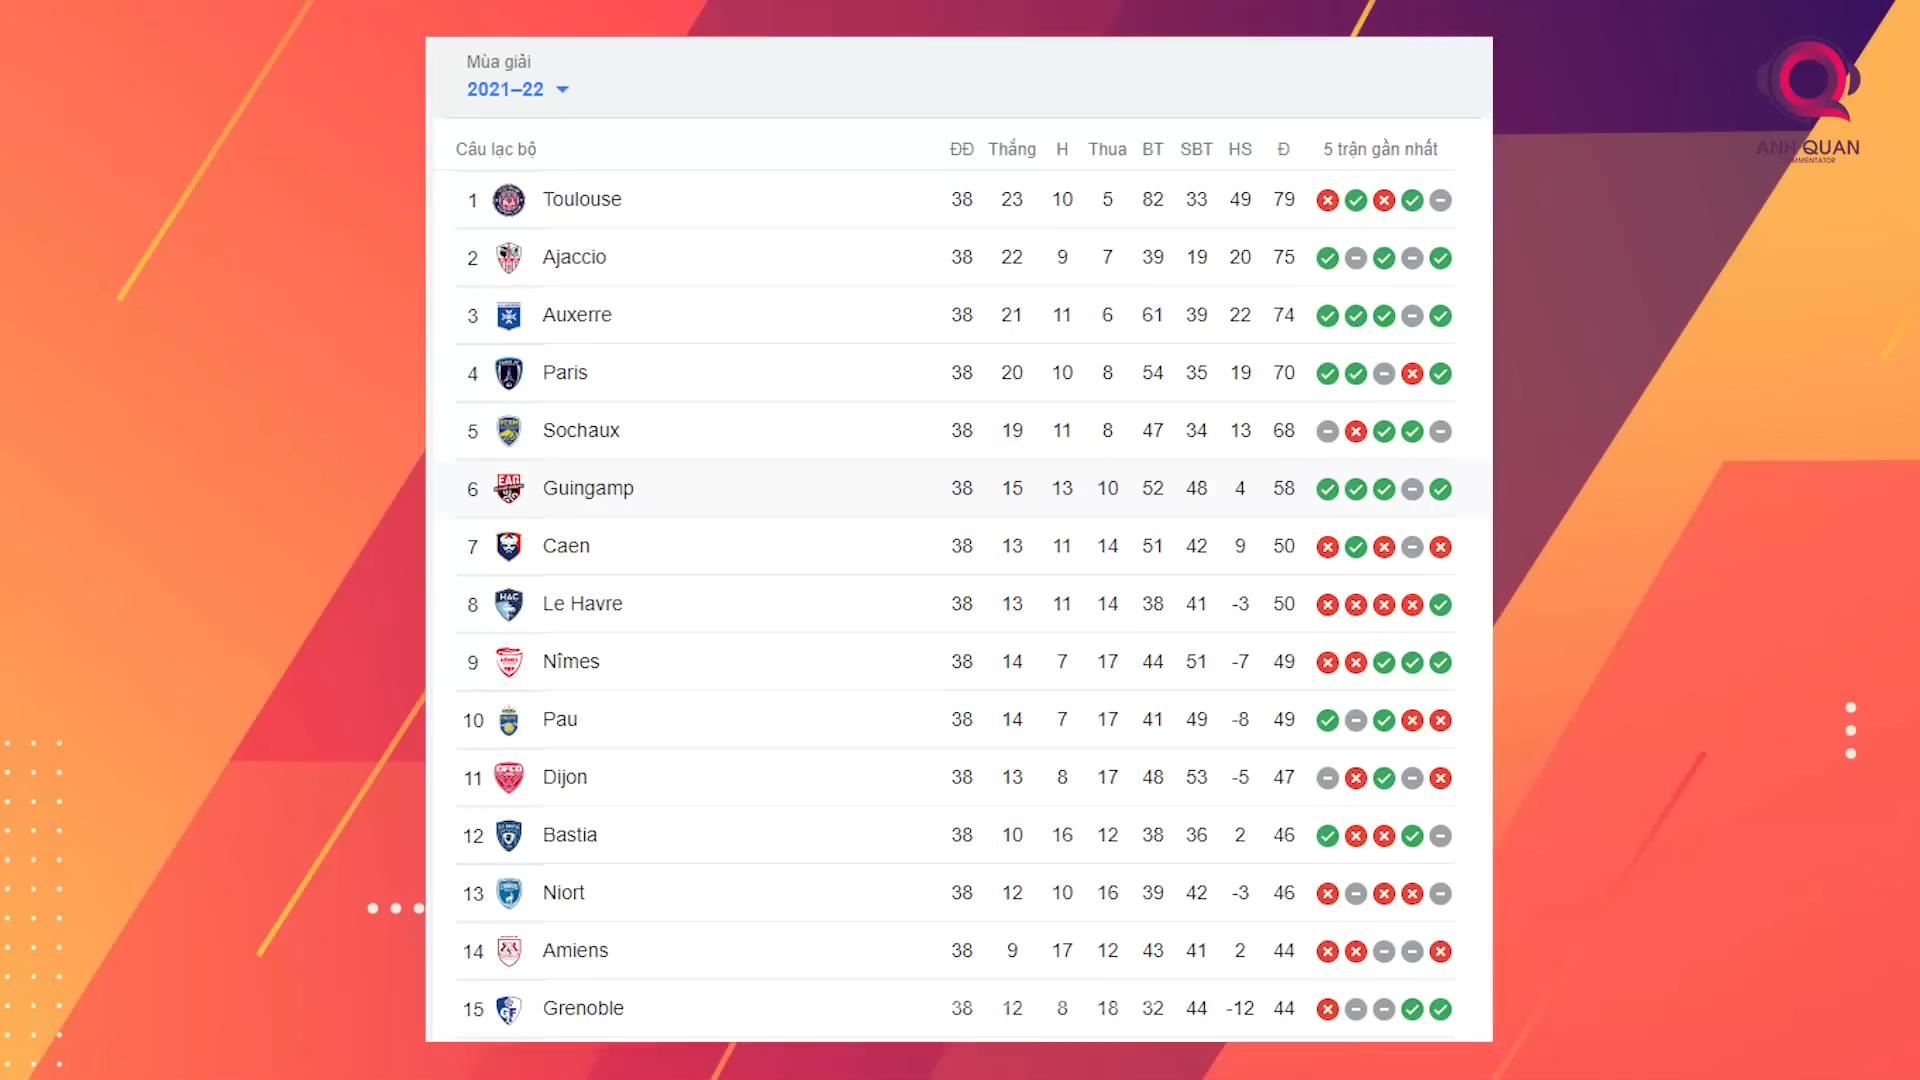 Mùa giải
2021–22
Câu lạc bộ ĐĐ Thắng H Thua BT SBT HS Đ 5 trận gần nhất
1 Toulouse 38 23 10 5 82 33 49 79
2 Ajaccio 38 22 9 7 39 19 20 75
3 Auxerre 38 21 11 6 61 39 22 74
4 Paris 38 20 10 8 54 35 19 70
5 Sochaux 38 19 11 8 47 34 13 68
6 EAG Guingamp 38 15 13 10 52 48 4 58
7 Caen 38 13 11 14 51 42 9 50
8 HAC Le Havre 38 13 11 14 38 41 -3 50
9 Nîmes 38 14 7 17 44 51 -7 49
10 Pau 38 14 7 17 41 49 -8 49
11 Dijon 38 13 8 17 48 53 -5 47
12 Bastia 38 10 16 12 38 36 2 46
13 Niort 38 12 10 16 39 42 -3 46
14 Amiens 38 9 17 12 43 41 2 44
15 GF Grenoble 38 12 8 18 32 44 -12 44
ANH QUAN
COMMENTATOR